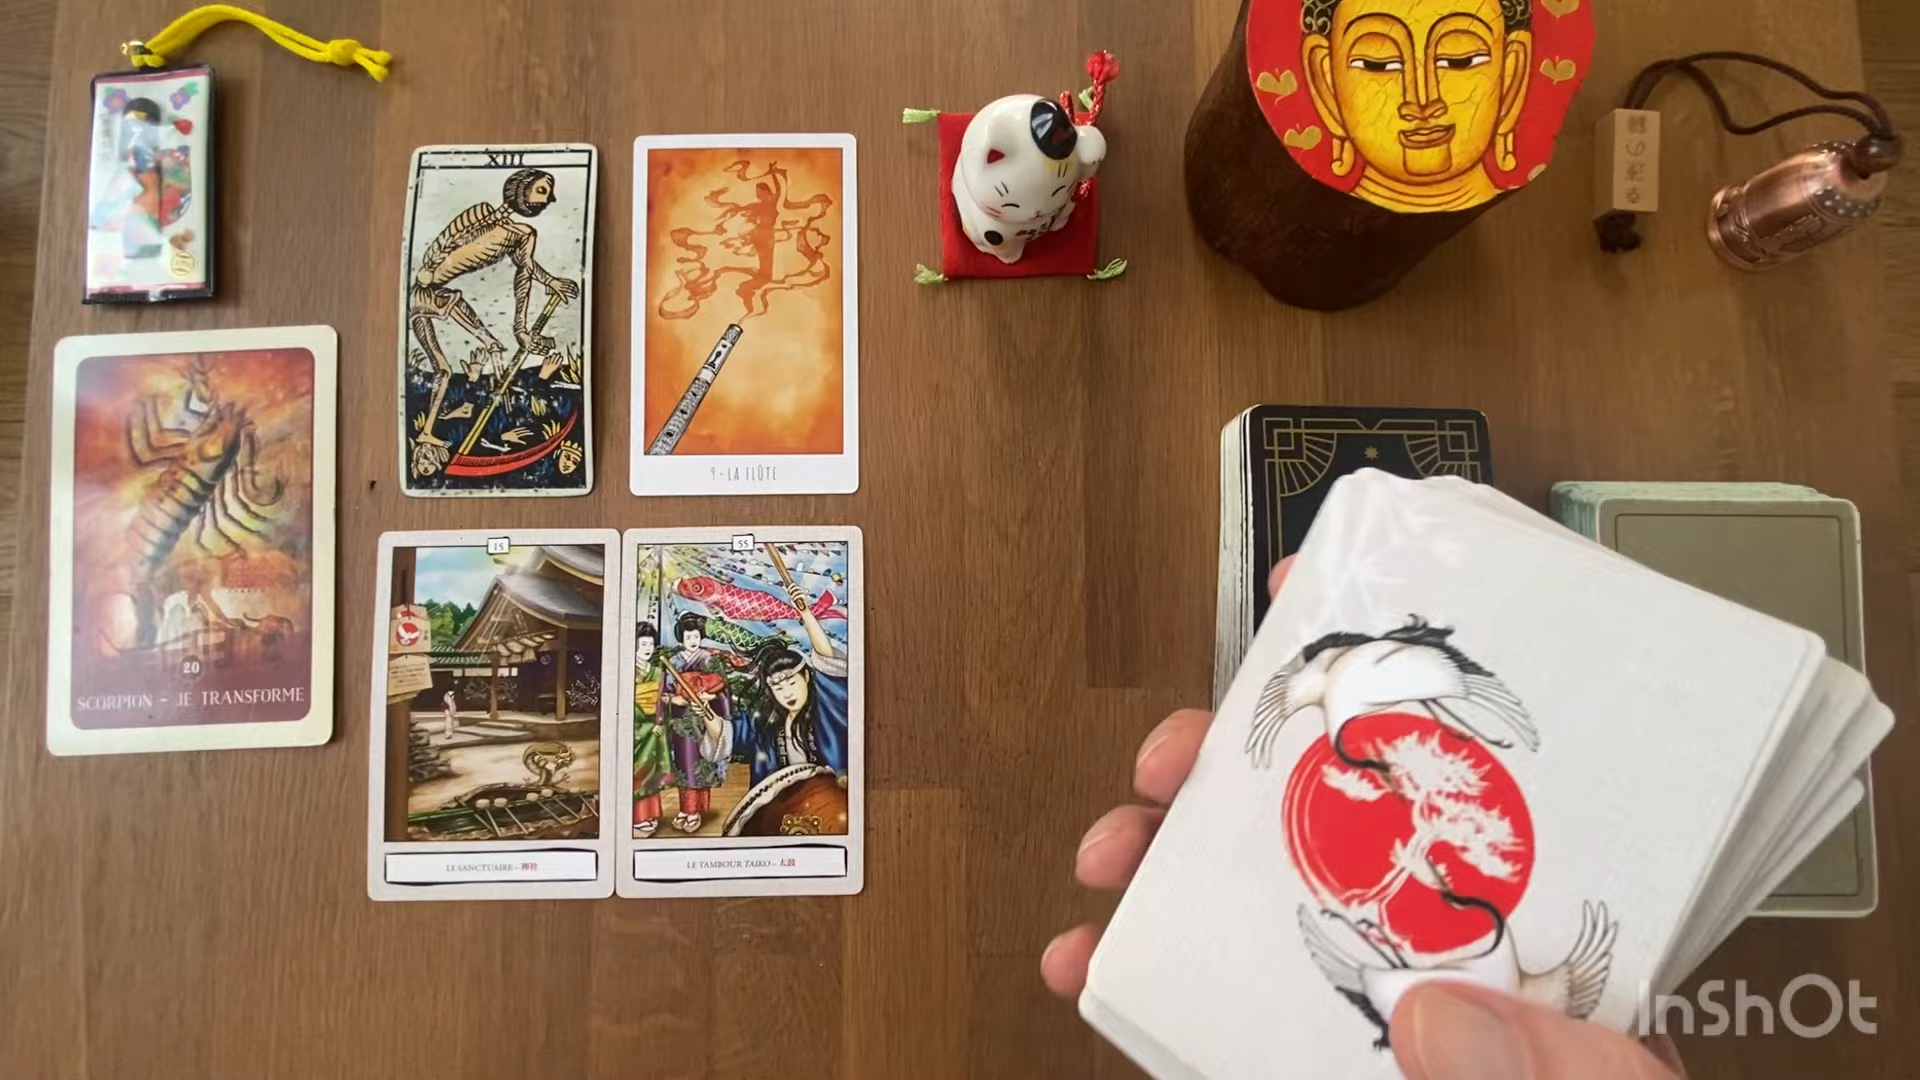 XIII
9 - LA FLÛTE
20
SCORPION - JE TRANSFORME
15
LE SANCTUAIRE - 神社
55
LE TAMBOUR TAIKO - 太鼓
InShOt